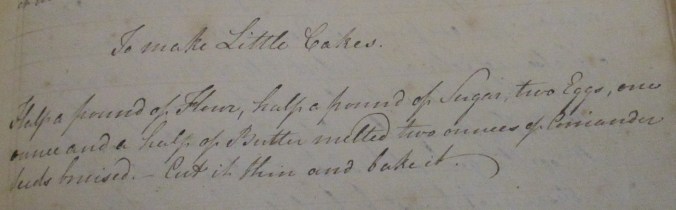 To make Little Cakes.
Half a pound of Flour, half a pound of Sugar, two Eggs, one
ounce and a half of Butter melted two ounces of Coriander
seeds bruised. – Cut it thin and bake it.